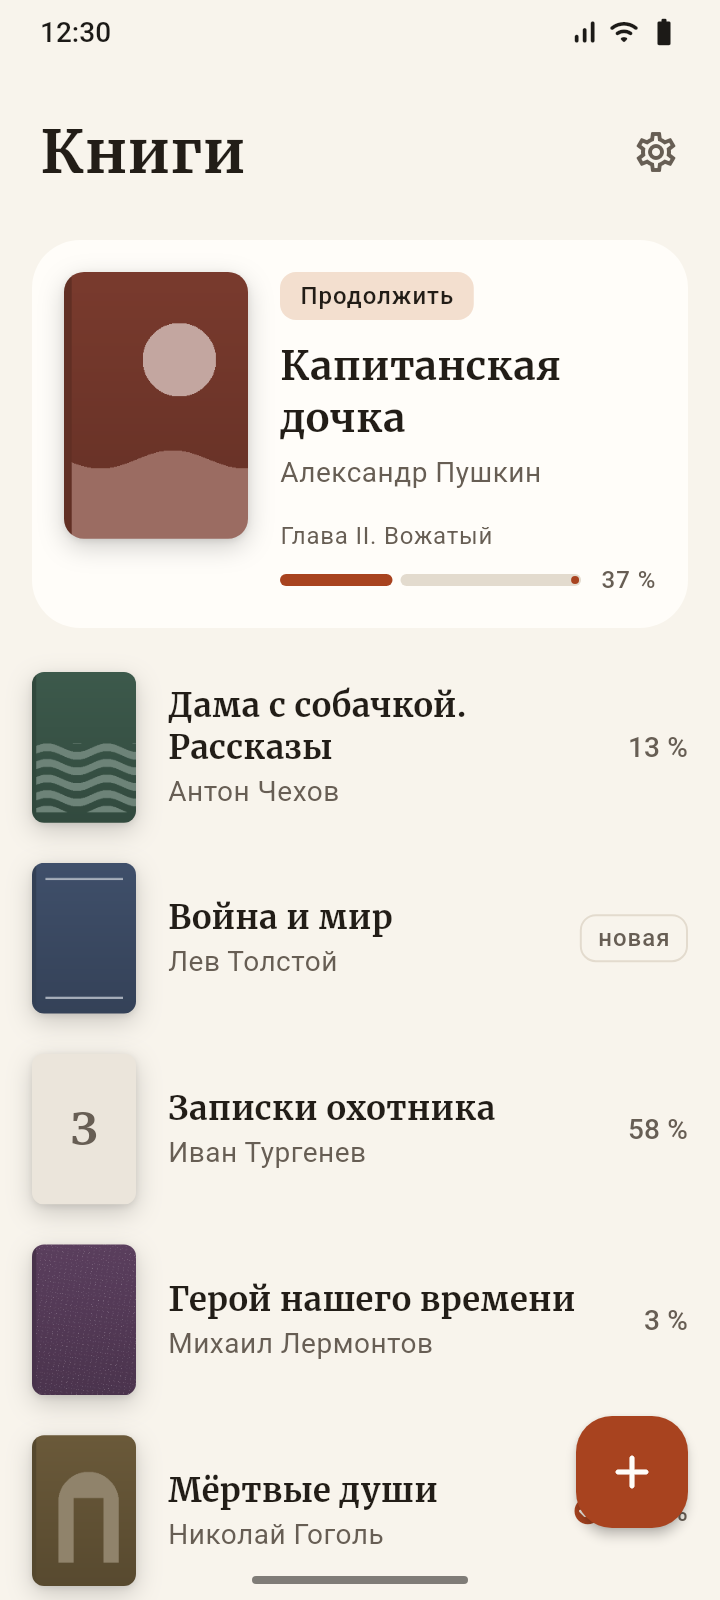 12:30
Книги
Продолжить
Капитанская
дочка
Александр Пушкин
Глава II. Вожатый
37 %
Дама с собачкой.
Рассказы
Антон Чехов
13 %
Война и мир
Лев Толстой
новая
З
Записки охотника
Иван Тургенев
58 %
Герой нашего времени
Михаил Лермонтов
3 %
Мёртвые души
Николай Гоголь